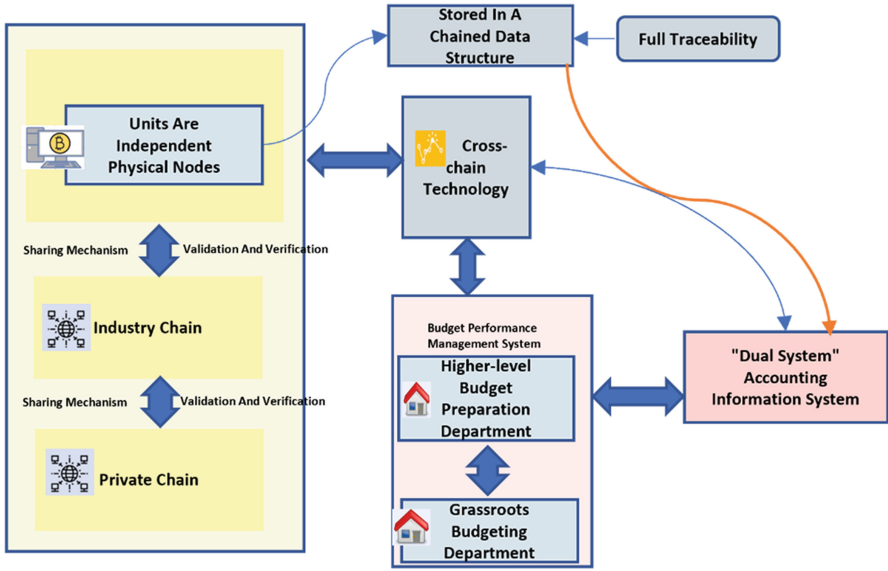 Stored In A
Chained Data
Structure
Full Traceability
Units Are
Independent
Physical Nodes
Cross-
chain
Technology
Sharing Mechanism
Validation And Verification
Industry Chain
Sharing Mechanism
Validation And Verification
Private Chain
Budget Performance
Management System
Higher-level
Budget
Preparation
Department
Grassroots
Budgeting
Department
"Dual System"
Accounting
Information System